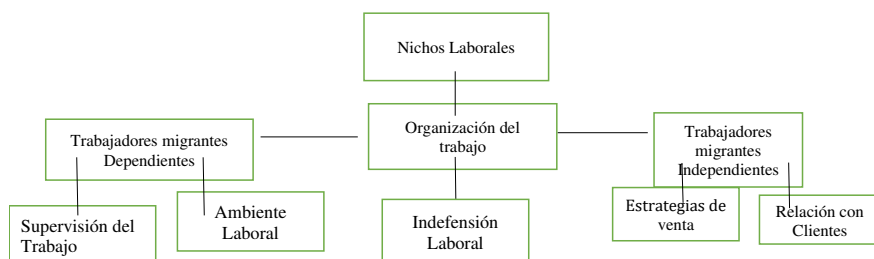 Nichos Laborales
Organización del
trabajo
Trabajadores migrantes
Dependientes
Trabajadores
migrantes
Independientes
Supervisión del
Trabajo
Ambiente
Laboral
Indefensión
Laboral
Estrategias de
venta
Relación con
Clientes